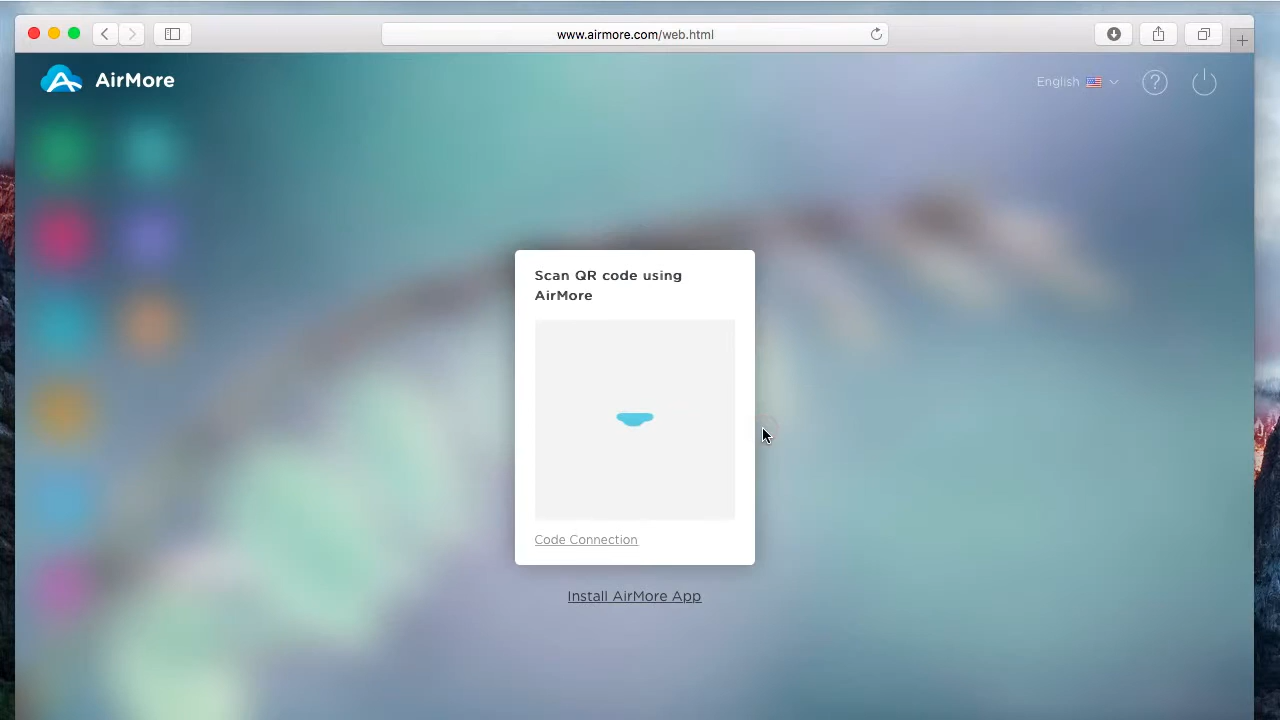 www.airmore.com/web.html
AirMore
English
?
Scan QR code using
AirMore
Code Connection
Install AirMore App